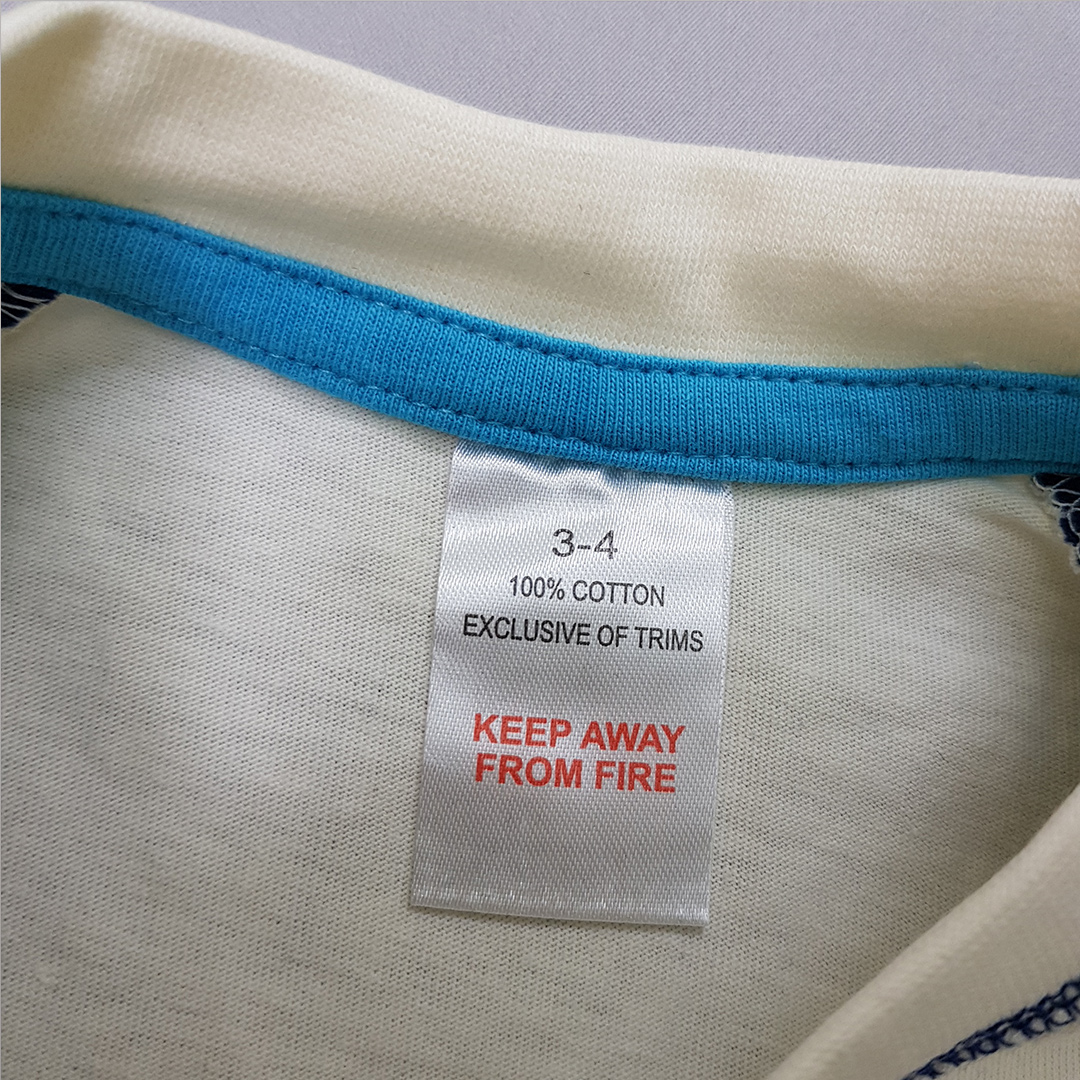 3-4
100% COTTON
EXCLUSIVE OF TRIMS
KEEP AWAY
FROM FIRE